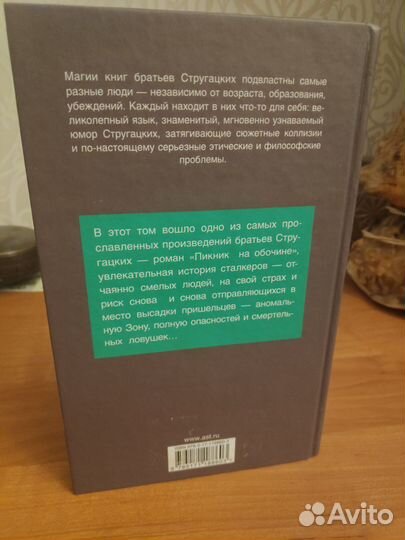 Магии книг братьев Стругацких подвластны самые
разные люди — независимо от возраста, образования,
убеждений. Каждый находит в них что-то для себя: ве-
ликолепный язык, знаменитый, мгновенно узнаваемый
юмор Стругацких, затягивающие сюжетные коллизии
и по-настоящему серьезные этические и философские
проблемы.
В этот том вошло одно из самых про-
славленных произведений братьев Стру-
гацких — роман «Пикник на обочине»,
увлекательная история сталкеров — от-
чаянно смелых людей, на свой страх и
риск снова и снова отправляющихся в
место высадки пришельцев — аномаль-
ную Зону, полную опасностей и смертель-
ных ловушек...
www.ast.ru
Avito